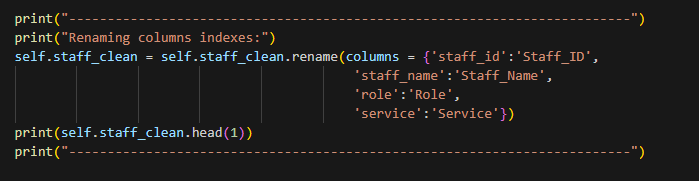 print("---------------------------------------------------------------------------")
print("Renaming columns indexes:")
self.staff_clean = self.staff_clean.rename(columns = {'staff_id':'Staff_ID',
'staff_name':'Staff_Name',
'role':'Role',
'service':'Service'})
print(self.staff_clean.head(1))
print("---------------------------------------------------------------------------")